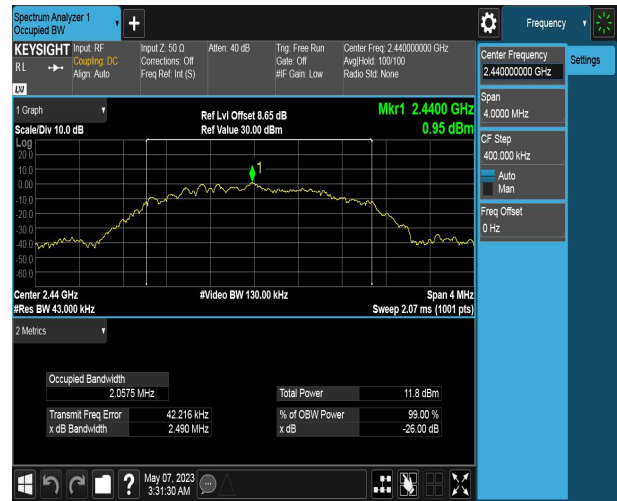 Spectrum Analyzer 1
Occupied BW
Frequency
KEYSIGHT
RL
LXI
Input: RF
Coupling: DC
Align: Auto
Input Z: 50 Ω
Corrections: Off
Freq Ref: Int (S)
Atten: 40 dB
Trig: Free Run
Gate: Off
#IF Gain: Low
Center Freq: 2.440000000 GHz
Avg|Hold: 100/100
Radio Std: None
Center Frequency
2.440000000 GHz
Settings
Span
4.0000 MHz
CF Step
400.000 kHz
Auto
Man
Freq Offset
0 Hz
1 Graph
Scale/Div 10.0 dB
Ref Lvl Offset 8.65 dB
Ref Value 30.00 dBm
Mkr1 2.4400 GHz
0.95 dBm
Log
20.0
10.0
0.00
-10.0
-20.0
-30.0
-40.0
-50.0
-60.0
1
Center 2.44 GHz
#Res BW 43.000 kHz
#Video BW 130.00 kHz
Span 4 MHz
Sweep 2.07 ms (1001 pts)
2 Metrics
Occupied Bandwidth
2.0575 MHz
Total Power 11.8 dBm
Transmit Freq Error 42.216 kHz
% of OBW Power 99.00 %
x dB Bandwidth 2.490 MHz
x dB -26.00 dB
?
May 07, 2023
3:31:30 AM